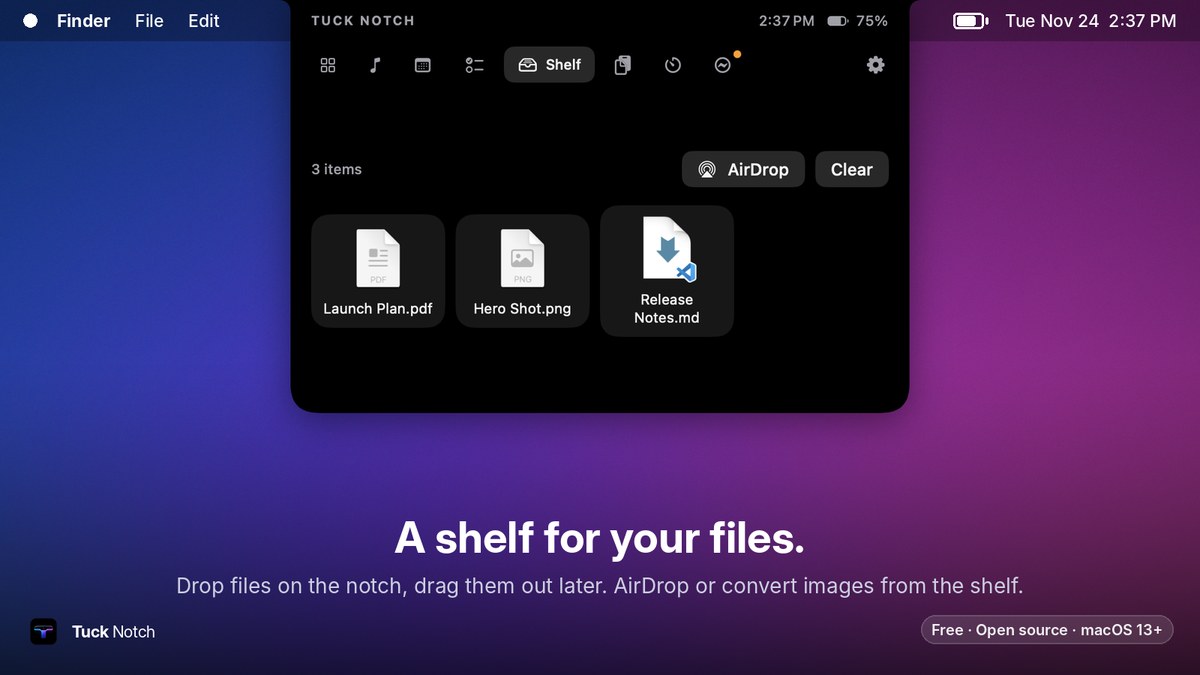 Finder File Edit
TUCK NOTCH
2:37 PM 75%
Tue Nov 24 2:37 PM
Shelf
3 items
AirDrop
Clear
PDF
Launch Plan.pdf
PNG
Hero Shot.png
Release
Notes.md
A shelf for your files.
Drop files on the notch, drag them out later. AirDrop or convert images from the shelf.
Tuck Notch
Free · Open source · macOS 13+